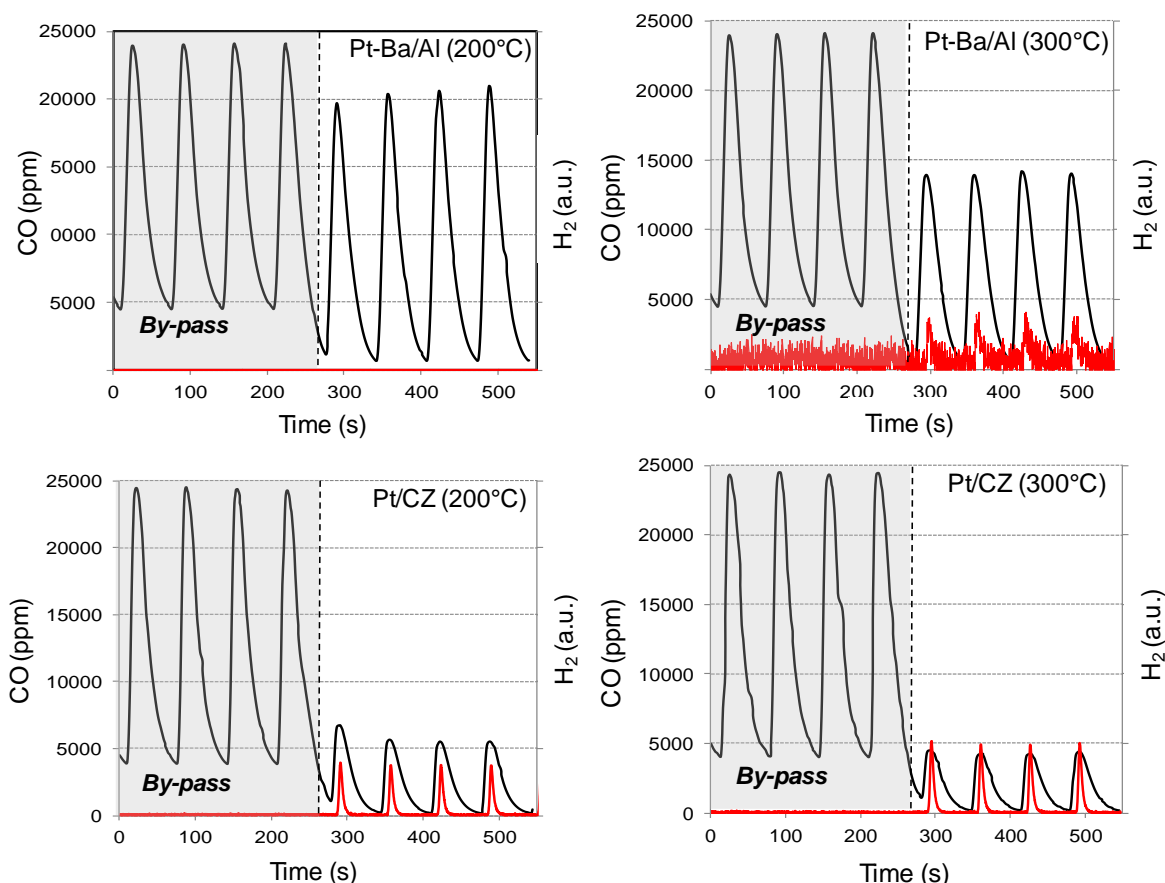 Pt-Ba/Al (200°C)
25000
20000
15000
0000
5000
0
CO (ppm)
H2 (a.u.)
By-pass
0 100 200 300 400 500
Time (s)
Pt-Ba/Al (300°C)
25000
20000
15000
10000
5000
0
CO (ppm)
H2 (a.u.)
By-pass
0 100 200 300 400 500
Time (s)
Pt/CZ (200°C)
25000
20000
15000
10000
5000
0
CO (ppm)
H2 (a.u.)
By-pass
0 100 200 300 400 500
Time (s)
Pt/CZ (300°C)
25000
20000
15000
10000
5000
0
CO (ppm)
H2 (a.u.)
By-pass
0 100 200 300 400 500
Time (s)